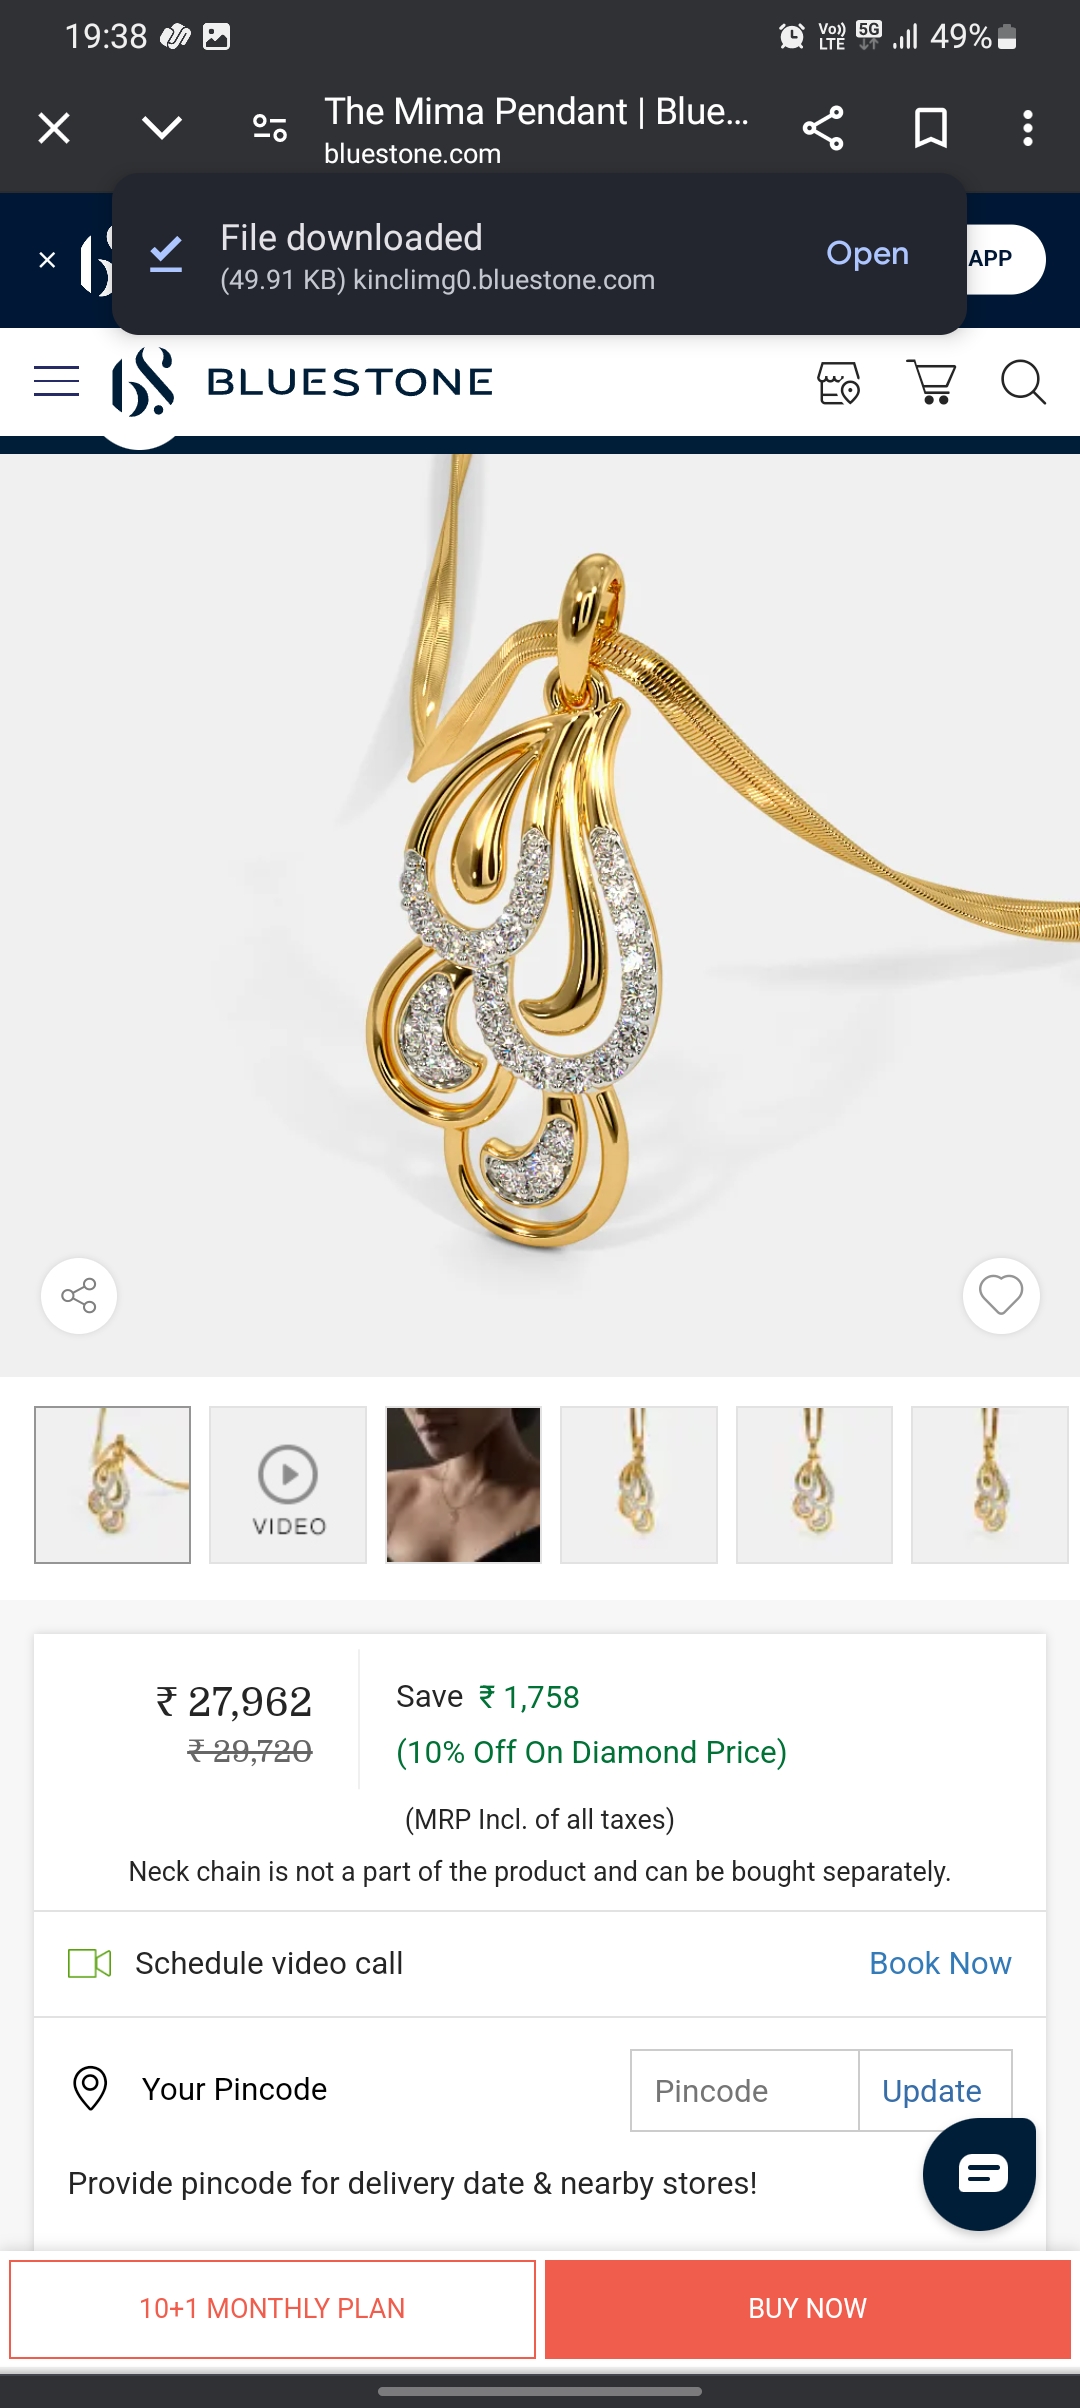 19:38
Vo)) LTE 5G 49%
The Mima Pendant | Blue...
bluestone.com
File downloaded
(49.91 KB) kinclimg0.bluestone.com
Open
APP
BLUESTONE
VIDEO
₹ 27,962
₹ 29,720
Save ₹ 1,758
(10% Off On Diamond Price)
(MRP Incl. of all taxes)
Neck chain is not a part of the product and can be bought separately.
Schedule video call
Book Now
Your Pincode
Pincode
Update
Provide pincode for delivery date & nearby stores!
10+1 MONTHLY PLAN
BUY NOW